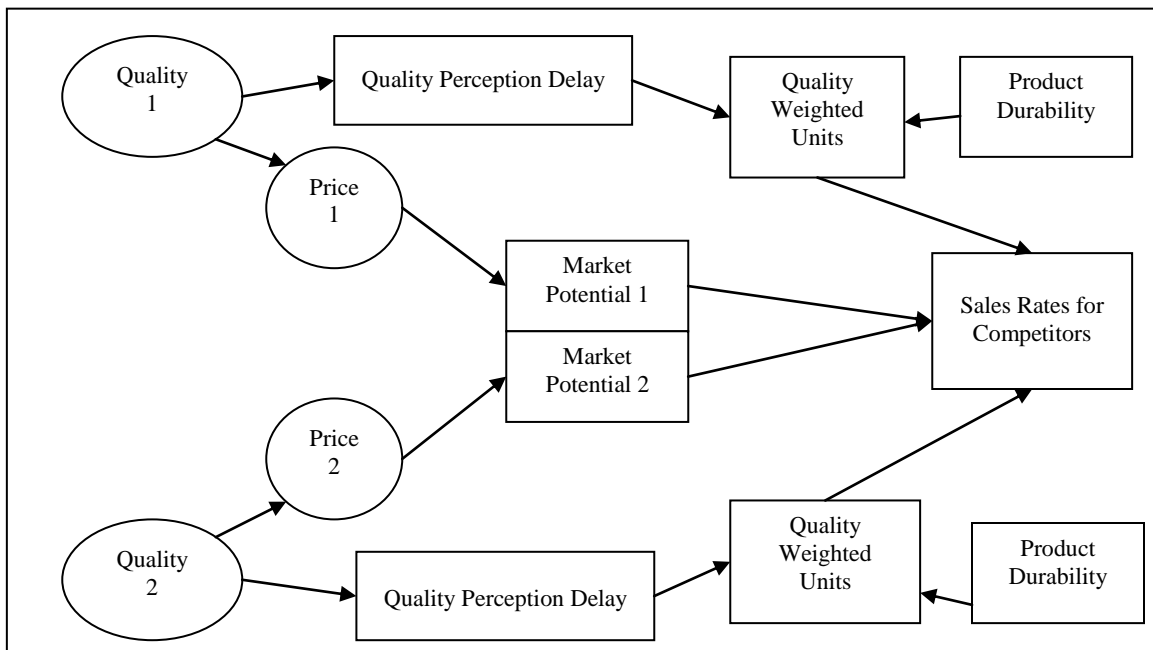 Quality
1
Quality Perception Delay
Quality
Weighted
Units
Product
Durability
Price
1
Market
Potential 1
Sales Rates for
Competitors
Market
Potential 2
Price
2
Quality
2
Quality Perception Delay
Quality
Weighted
Units
Product
Durability